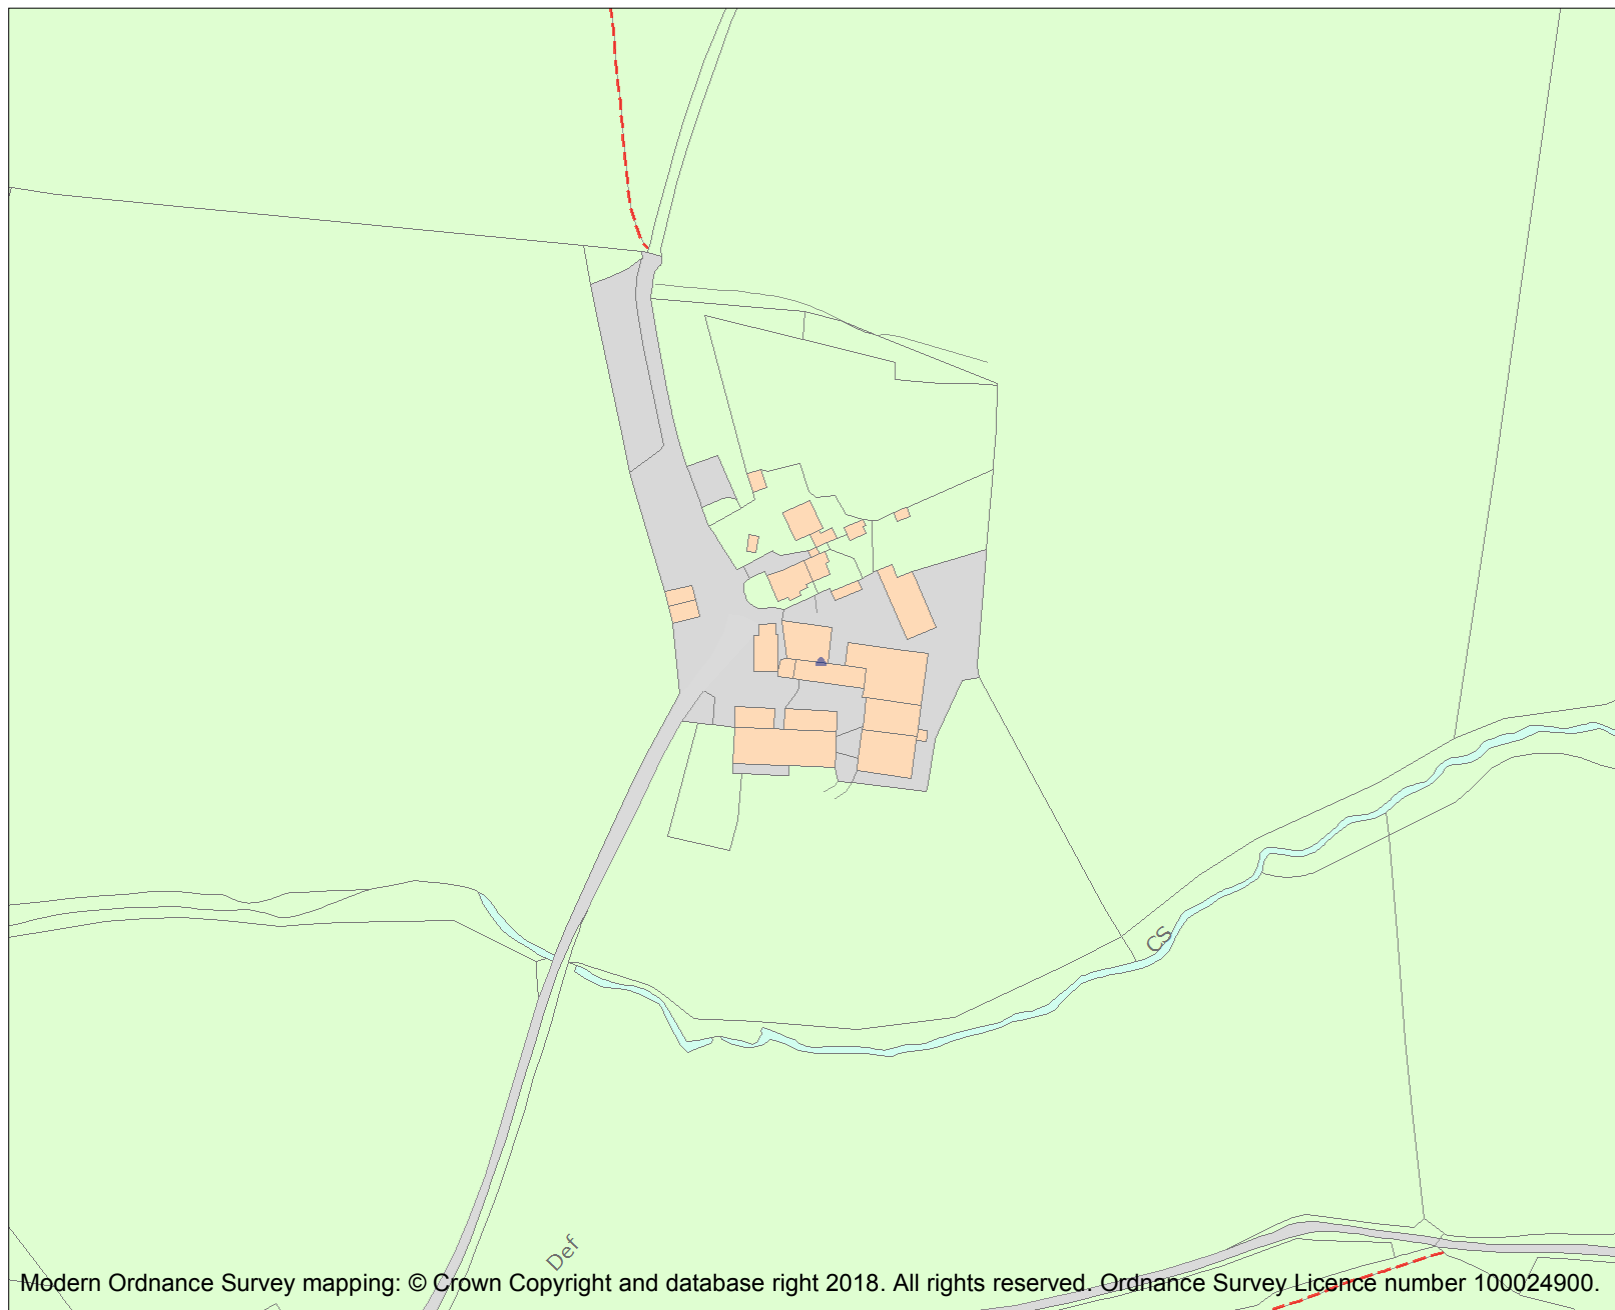 CS
Def
Modern Ordnance Survey mapping: © Crown Copyright and database right 2018. All rights reserved. Ordnance Survey Licence number 100024900.